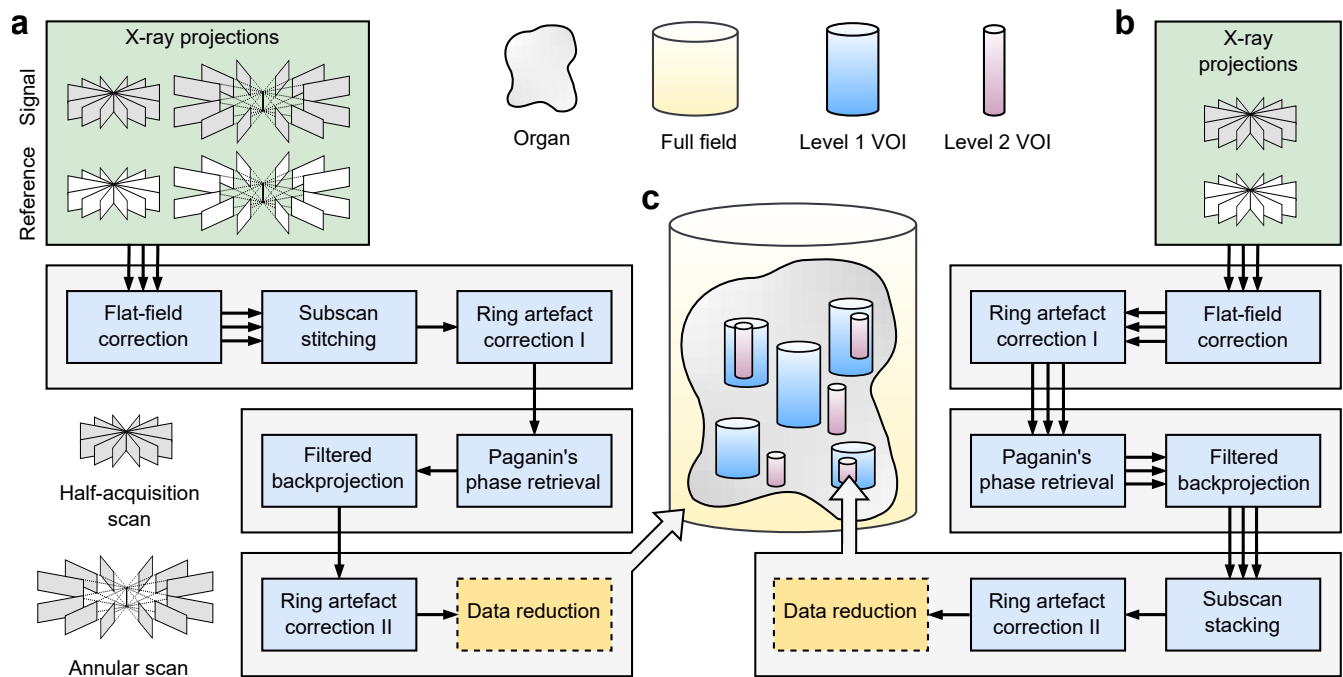 a
X-ray projections
Signal
Reference
Organ
Full field
Level 1 VOI
Level 2 VOI
b
X-ray
projections
Flat-field
correction
Subscan
stitching
Ring artefact
correction I
Filtered
backprojection
Paganin's
phase retrieval
Half-acquisition
scan
Ring artefact
correction II
Data reduction
Annular scan
c
Ring artefact
correction I
Flat-field
correction
Paganin's
phase retrieval
Filtered
backprojection
Data reduction
Ring artefact
correction II
Subscan
stacking